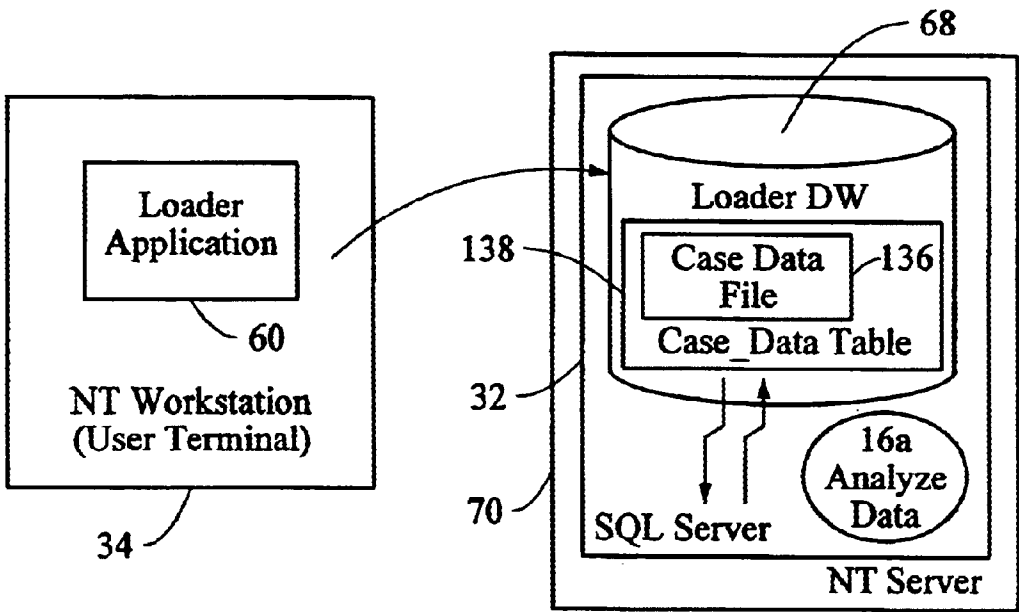 Loader
Application
60
NT Workstation
(User Terminal)
34
68
Loader DW
138
Case Data
File
136
Case_Data Table
32
16a
Analyze
Data
70
SQL Server
NT Server